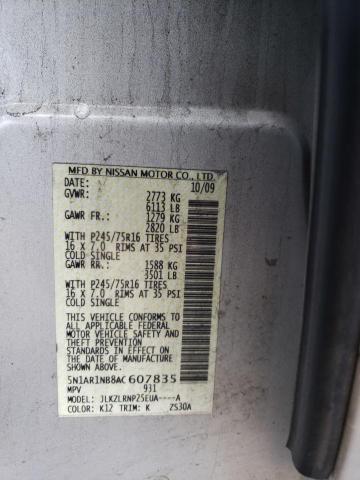 MFD BY NISSAN MOTOR CO., LTD.
DATE: 10/09
GVWR: 2773 KG
6113 LB
GAWR FR: 1279 KG
2820 LB
WITH P245/75R16 TIRES
16 X 7.0 RIMS AT 35 PSI
COLD SINGLE
GAWR RR: 1588 KG
3501 LB
WITH P245/75R16 TIRES
16 X 7.0 RIMS AT 35 PSI
COLD SINGLE
THIS VEHICLE CONFORMS TO ALL
APPLICABLE FEDERAL
MOTOR VEHICLE SAFETY AND
THEFT PREVENTION
STANDARDS IN EFFECT ON THE
DATE OF MANUFACTURE
SHOWN ABOVE.
5N1AR1NB8AC607835
MPV 931
MODEL: JLKZLRNP25EUA----A
COLOR: K12 TRIM: K ZS30A